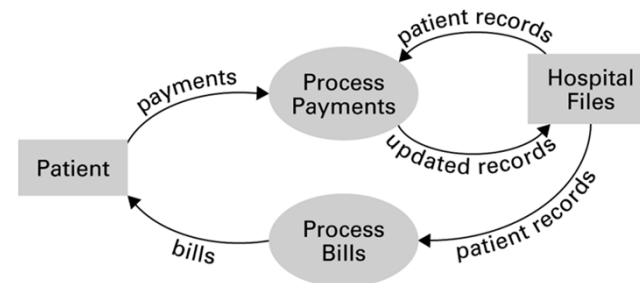 patient records
payments
Process
Payments
Hospital
Files
updated records
Patient
Process
Bills
bills
patient records